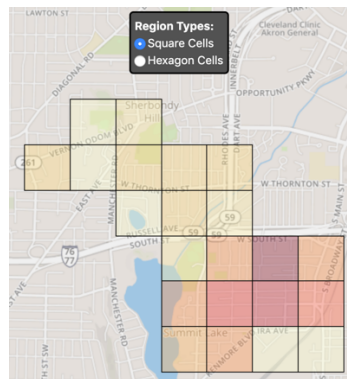 LAWTON ST
Region Types:
Square Cells
Hexagon Cells
Cleveland Clinic
Akron General
INNERBELT
DIAGONAL RD
OPPORTUNITY PKWY
Sherbondy
Hill
VERNON ODOM BLVD
RHODES AVE
DART AVE
261
EAST AVE
MANCHESTER RD
W THORNTON ST
W THORNTON ST
S MAIN ST
59
RUSSELL AVE
59
59
SOUTH ST
W SOUTH ST
76
77
S BROADWAY ST
MANCHESTER RD
Summit Lake
IRA AVE
KENMORE BLVD